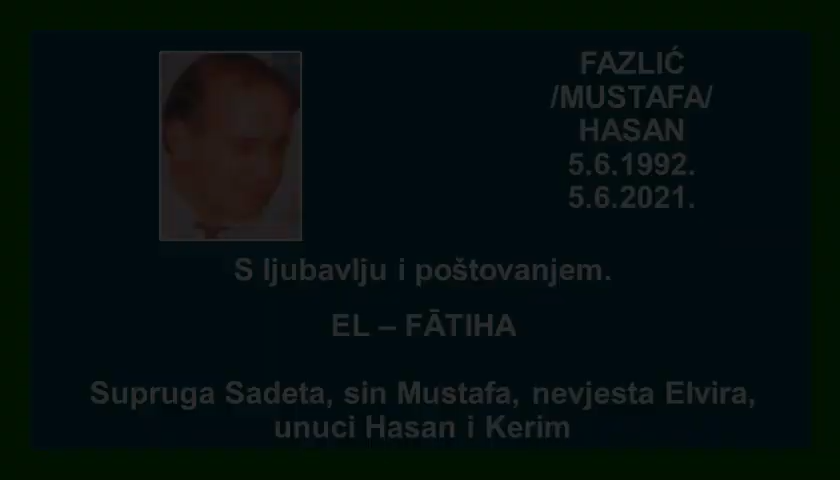 FAZLIĆ
/MUSTAFA/
HASAN
5.6.1992.
5.6.2021.
S ljubavlju i poštovanjem.
EL – FĀTIHA
Supruga Sadeta, sin Mustafa, nevjesta Elvira,
unuci Hasan i Kerim